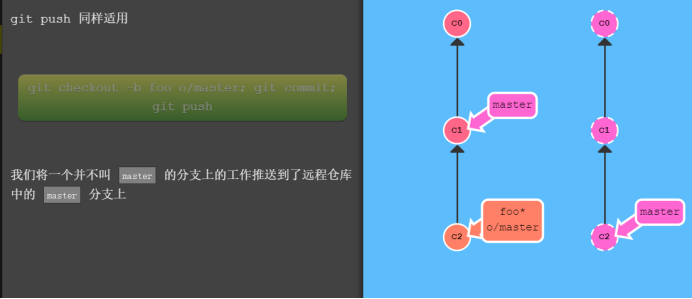 git push 同样适用
git checkout -b foo o/master; git commit;
git push
我们将一个并不叫 master 的分支上的工作推送到了远程仓库
中的 master 分支上
c0
c0
master
c1
c1
foo*
o/master
master
c2
c2